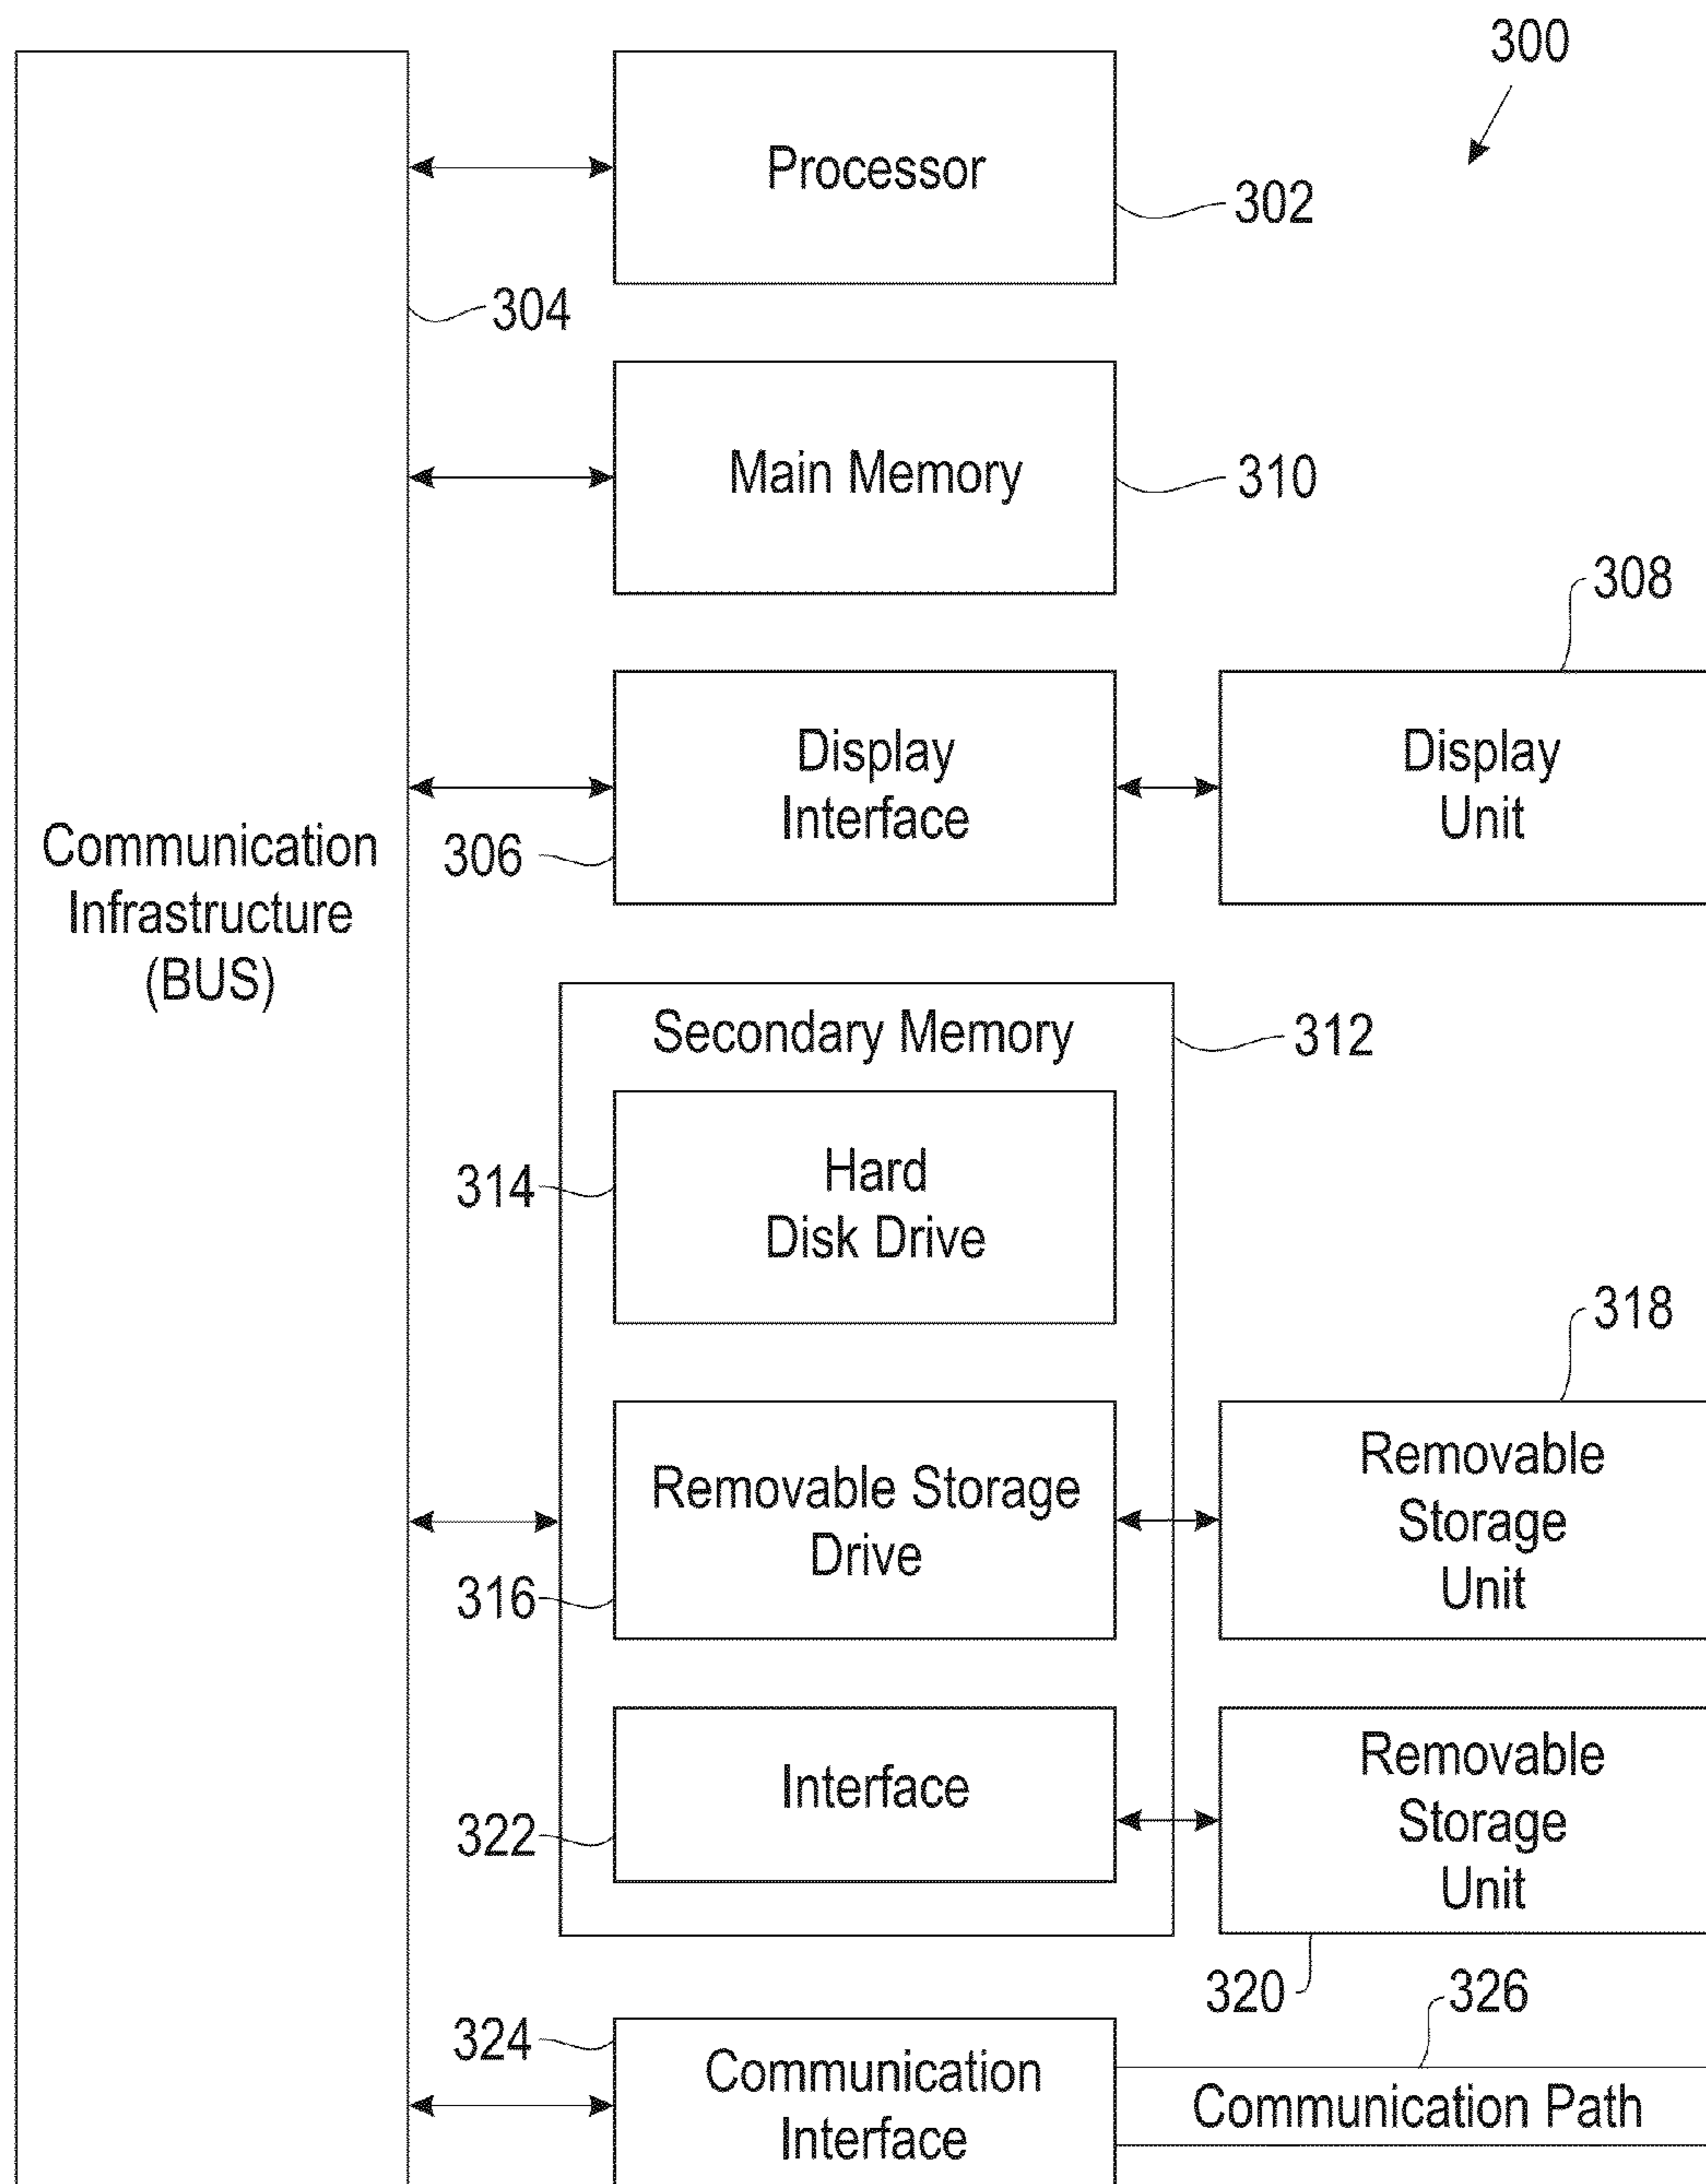 300
Processor
302
304
Main Memory
310
308
Display
Interface
306
Display
Unit
Communication
Infrastructure
(BUS)
Secondary Memory
312
Hard
Disk Drive
314
318
Removable Storage
Drive
316
Removable
Storage
Unit
Interface
322
Removable
Storage
Unit
320
326
324
Communication
Interface
Communication Path